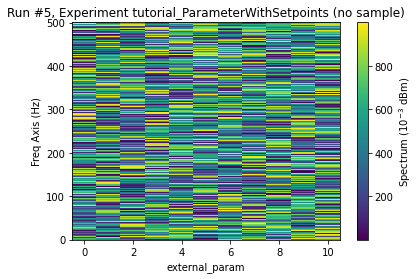 Run #5, Experiment tutorial_ParameterWithSetpoints (no sample)
500
400
300
200
100
0
Freq Axis (Hz)
0 2 4 6 8 10
external_param
800
600
400
200
Spectrum (10⁻³ dBm)